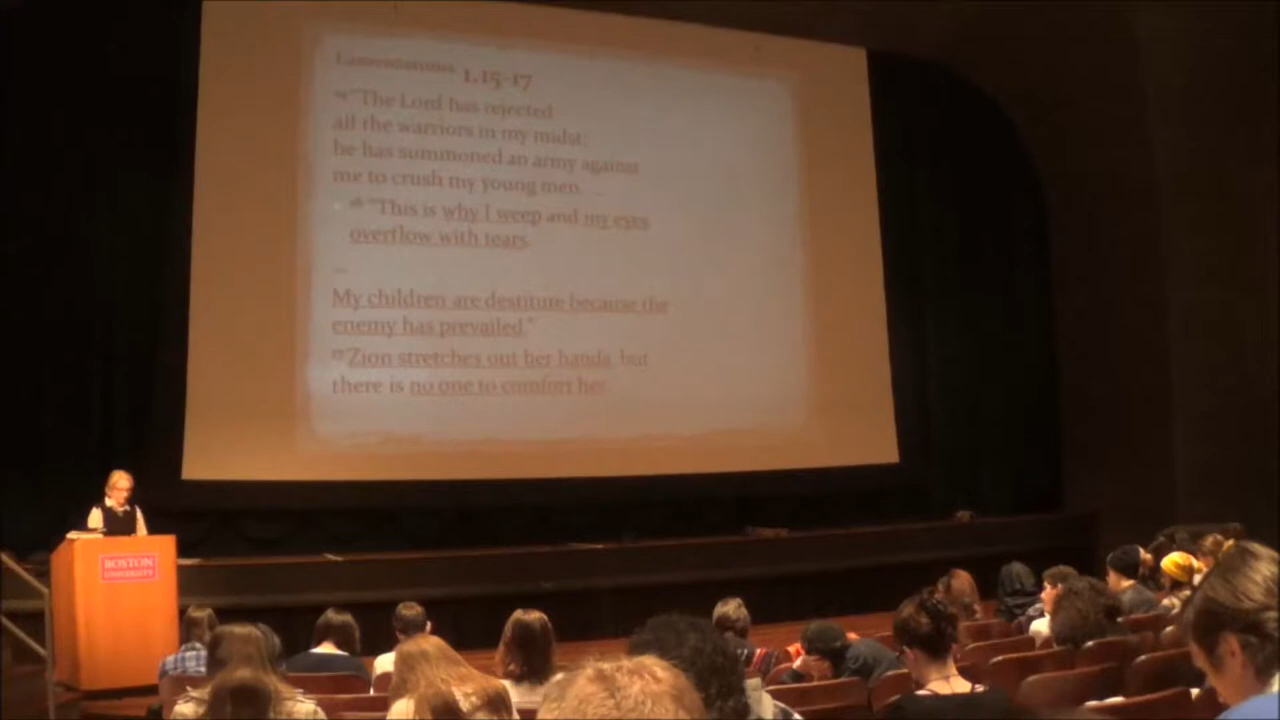 Lamentations 1.15-17
15 "The Lord has rejected
all the warriors in my midst;
he has summoned an army against
me to crush my young men. ...
16 "This is why I weep and my eyes
overflow with tears.
...
My children are destitute because the
enemy has prevailed."
17 Zion stretches out her hands, but
there is no one to comfort her.
BOSTON
UNIVERSITY